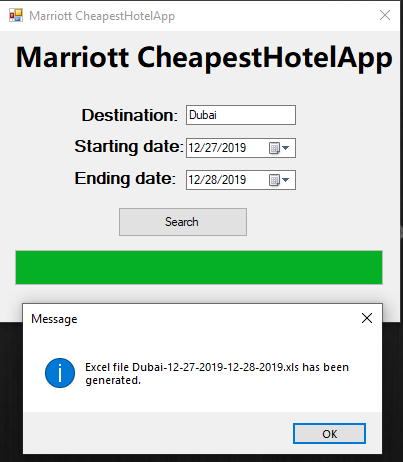 Marriott CheapestHotelApp
Marriott CheapestHotelApp
Destination: Dubai
Starting date: 12/27/2019
Ending date: 12/28/2019
Search
Message
Excel file Dubai-12-27-2019-12-28-2019.xls has been
generated.
OK